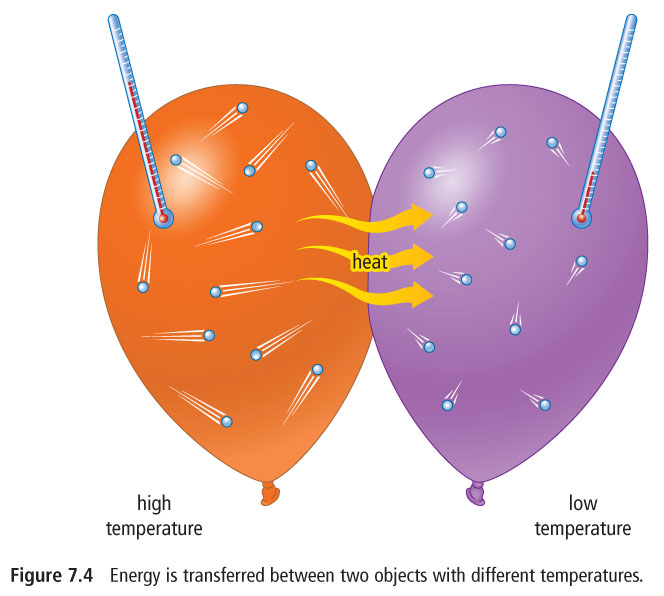 heat
high
temperature
low
temperature
Figure 7.4 Energy is transferred between two objects with different temperatures.